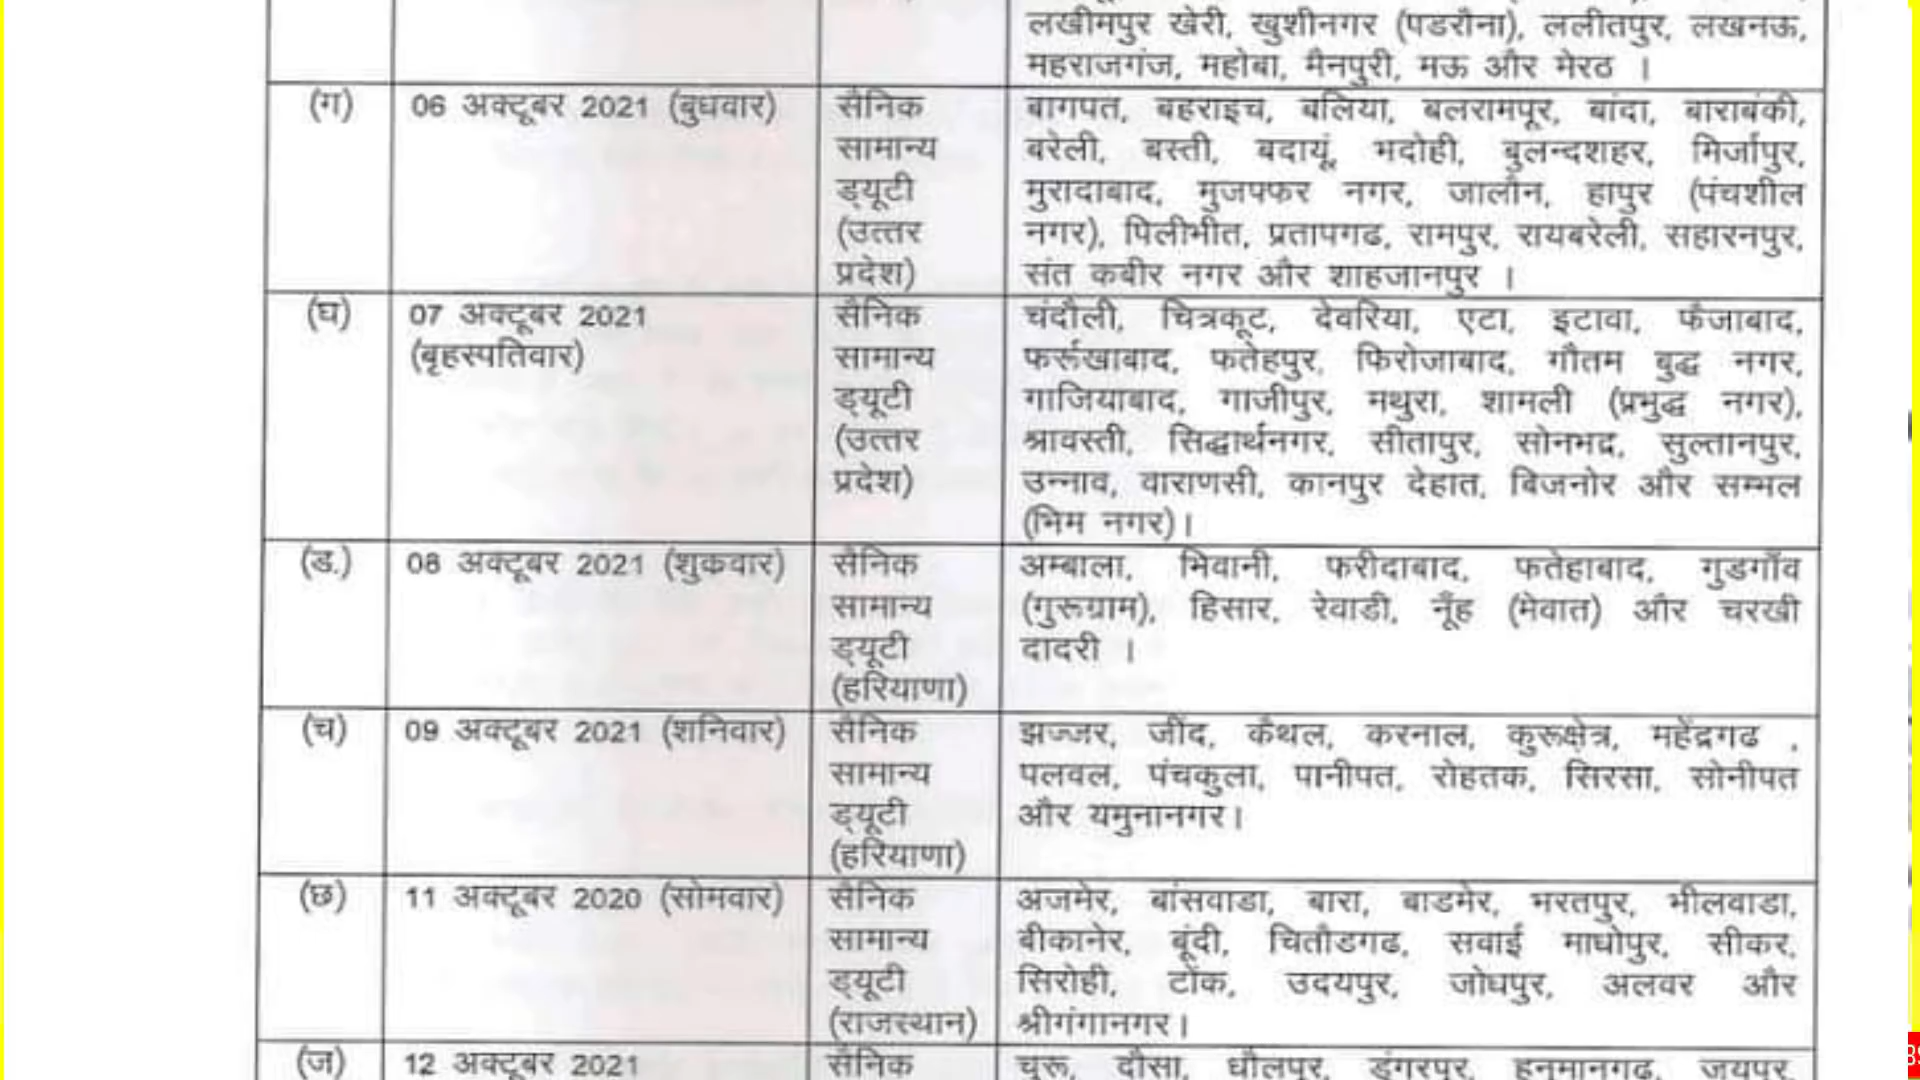 लखीमपुर खेरी, खुशीनगर (पडरौना), ललीतपुर, लखनऊ,
महराजगंज, महोबा, मैनपुरी, मऊ और मेरठ ।
(ग) 06 अक्टूबर 2021 (बुधवार) सैनिक बागपत, बहराइच, बलिया, बलरामपूर, बांदा, बाराबंकी,
सामान्य बरेली, बस्ती, बदायूं, भदोही, बुलन्दशहर, मिर्जापुर,
ड्यूटी मुरादाबाद, मुजफ्फर नगर, जालौन, हापुर (पंचशील
(उत्तर नगर), पिलीभीत, प्रतापगढ, रामपुर, रायबरेली, सहारनपुर,
प्रदेश) संत कबीर नगर और शाहजानपुर ।
(घ) 07 अक्टूबर 2021 सैनिक चंदौली, चित्रकूट, देवरिया, एटा, इटावा, फैजाबाद,
(बृहस्पतिवार) सामान्य फर्रूखाबाद, फतेहपुर, फिरोजाबाद, गौतम बुद्ध नगर,
ड्यूटी गाजियाबाद, गाजीपुर, मथुरा, शामली (प्रभुद्ध नगर),
(उत्तर श्रावस्ती, सिद्धार्थनगर, सीतापुर, सोनभद्र, सुल्तानपुर,
प्रदेश) उन्नाव, वाराणसी, कानपुर देहात, बिजनोर और सम्भल
(भिम नगर)।
(ड.) 08 अक्टूबर 2021 (शुकवार) सैनिक अम्बाला, भिवानी, फरीदाबाद, फतेहाबाद, गुडगाँव
सामान्य (गुरूग्राम), हिसार, रेवाडी, नूँह (मेवात) और चरखी
ड्यूटी दादरी ।
(हरियाणा)
(च) 09 अक्टूबर 2021 (शनिवार) सैनिक झज्जर, जींद, कैथल, करनाल, कुरूक्षेत्र, महेंद्रगढ ,
सामान्य पलवल, पंचकुला, पानीपत, रोहतक, सिरसा, सोनीपत
ड्यूटी और यमुनानगर।
(हरियाणा)
(छ) 11 अक्टूबर 2020 (सोमवार) सैनिक अजमेर, बांसवाडा, बारा, बाडमेर, भरतपुर, भीलवाडा,
सामान्य बीकानेर, बूंदी, चितौडगढ, सवाई माधोपुर, सीकर,
ड्यूटी सिरोही, टोंक, उदयपुर, जोधपुर, अलवर और
(राजस्थान) श्रीगंगानगर।
(ज) 12 अक्टूबर 2021 सैनिक चुरू, दौसा, धौलपुर, डूंगरपुर, हनुमानगढ, जयपुर,